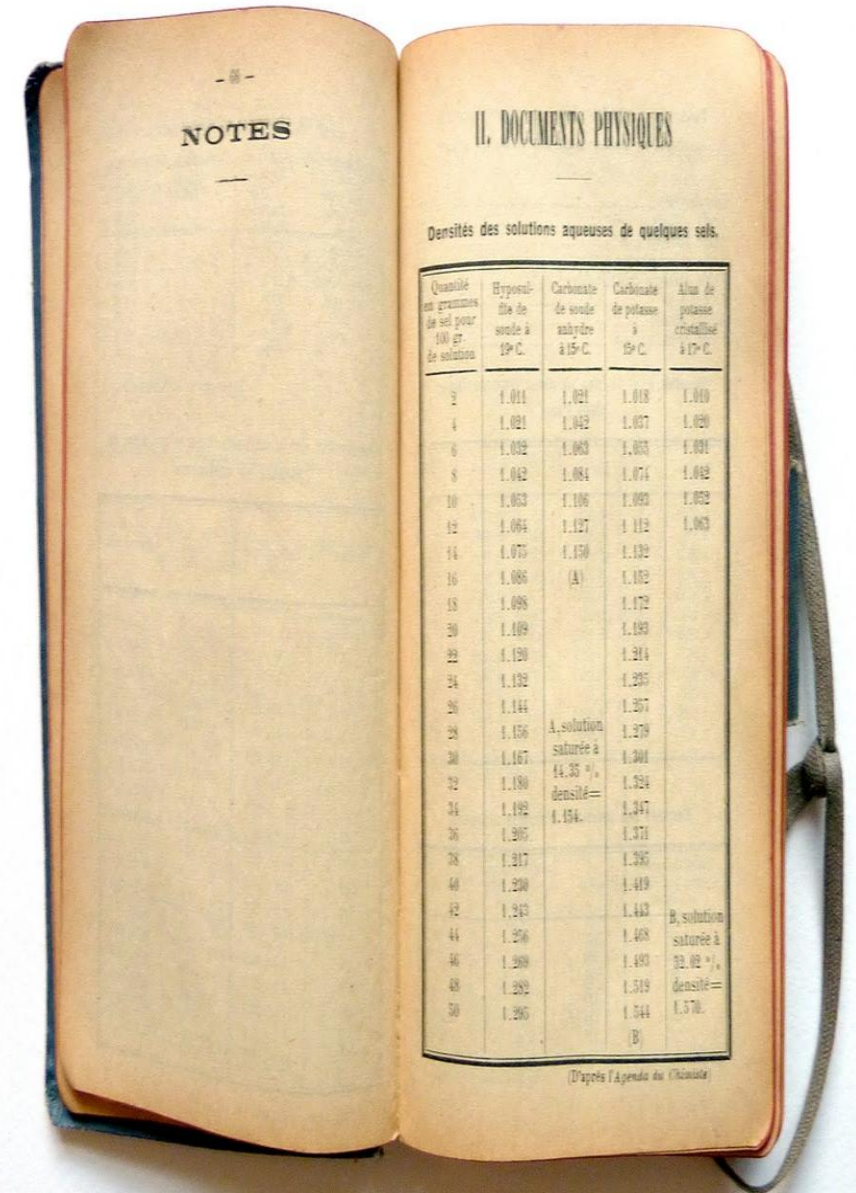 NOTES
II. DOCUMENTS PHYSIQUES
Densités des solutions aqueuses de quelques sels.
Quantité en grammes de sel pour 100 gr. de solution | Hyposulfite de soude à 19° C. | Carbonate de soude anhydre à 15° C. | Carbonate de potasse à 15° C. | Alun de potasse cristallisé à 17° C.
2 1.011 1.021 1.018 1.010
4 1.021 1.042 1.037 1.020
6 1.032 1.063 1.055 1.031
8 1.042 1.084 1.074 1.042
10 1.053 1.106 1.093 1.052
12 1.064 1.127 1 112 1.063
14 1.075 1.150 1.132
16 1.086 (A) 1.152
18 1.098 1.172
20 1.109 1.193
22 1.120 1.214
24 1.132 1.235
26 1.144 1.257
28 1.156 1.279
30 1.167 1.301
32 1.180 1.324
34 1.192 1.347
36 1.205 1.371
38 1.217 1.395
40 1.230 1.419
42 1.243 1.443
44 1.256 1.468
46 1.269 1.493
48 1.282 1.519
50 1.295 1.544
(B)
A, solution
saturée à
14.35 %,
densité=
1.154.
B, solution
saturée à
densité=
1.570.
(D'après l'Agenda du Chimiste)